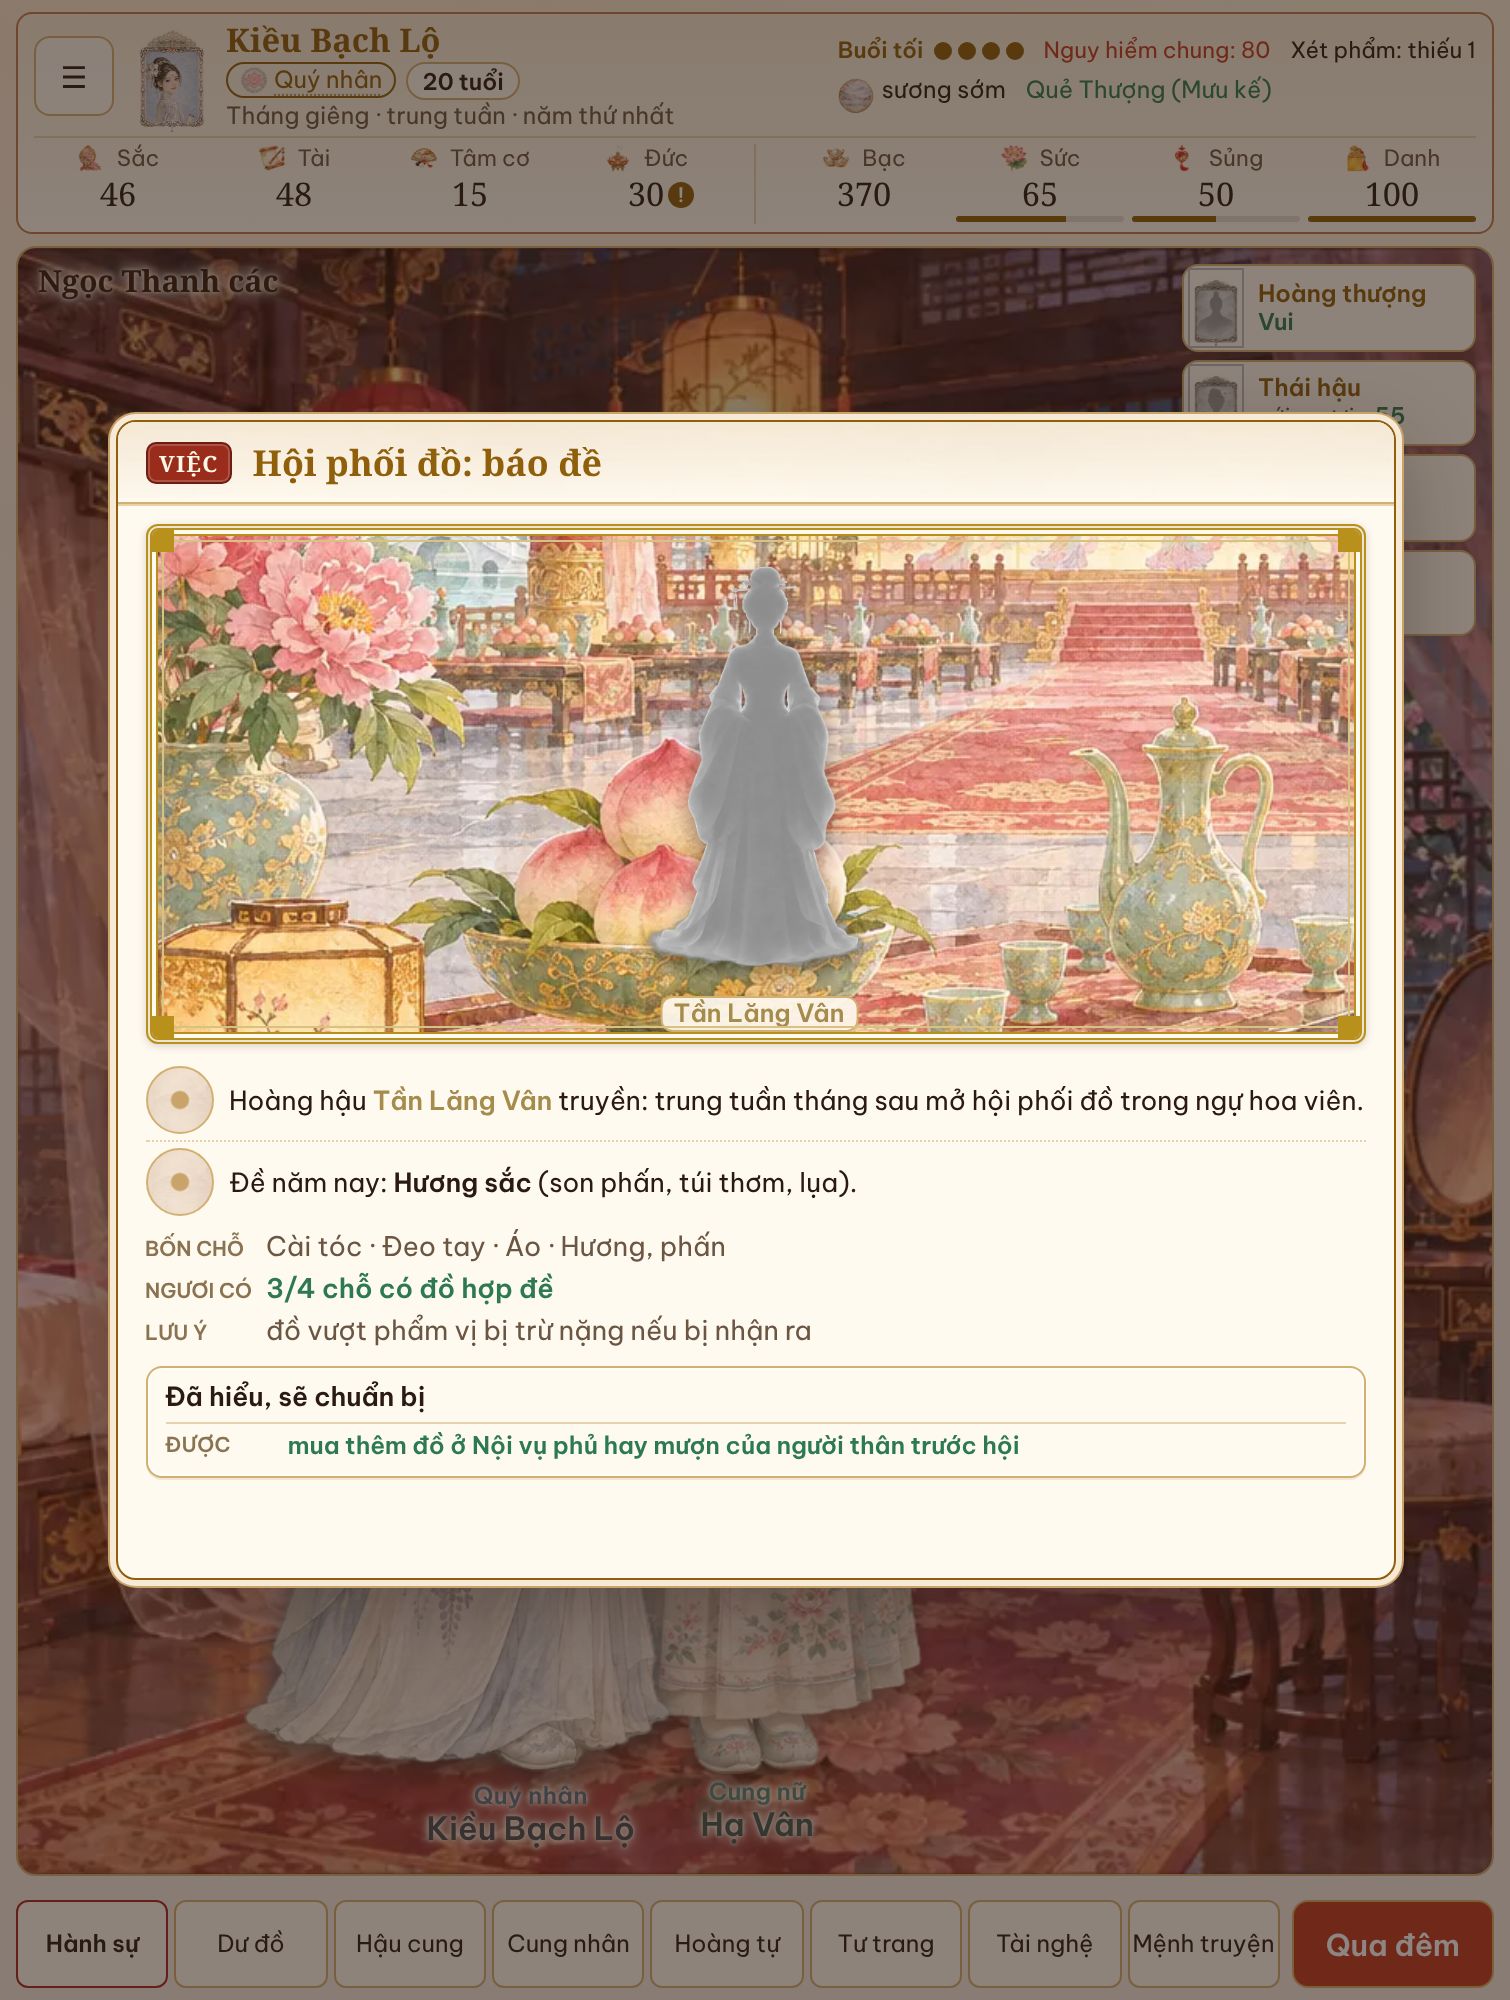 Kiều Bạch Lộ
Quý nhân
20 tuổi
Tháng giêng · trung tuần · năm thứ nhất
Buổi tối
Nguy hiểm chung: 80
Xét phẩm: thiếu 1
sương sớm
Quẻ Thượng (Mưu kế)
Sắc
46
Tài
48
Tâm cơ
15
Đức
30
Bạc
370
Sức
65
Sủng
50
Danh
100
Ngọc Thanh các
Hoàng thượng
Vui
Thái hậu
55
VIỆC
Hội phối đồ: báo đề
Tần Lăng Vân
Hoàng hậu Tần Lăng Vân truyền: trung tuần tháng sau mở hội phối đồ trong ngự hoa viên.
Đề năm nay: Hương sắc (son phấn, túi thơm, lụa).
BỐN CHỖ Cài tóc · Đeo tay · Áo · Hương, phấn
NGƯƠI CÓ 3/4 chỗ có đồ hợp đề
LƯU Ý đồ vượt phẩm vị bị trừ nặng nếu bị nhận ra
Đã hiểu, sẽ chuẩn bị
ĐƯỢC mua thêm đồ ở Nội vụ phủ hay mượn của người thân trước hội
Quý nhân
Kiều Bạch Lộ
Cung nữ
Hạ Vân
Hành sự
Dư đồ
Hậu cung
Cung nhân
Hoàng tự
Tư trang
Tài nghệ
Mệnh truyện
Qua đêm